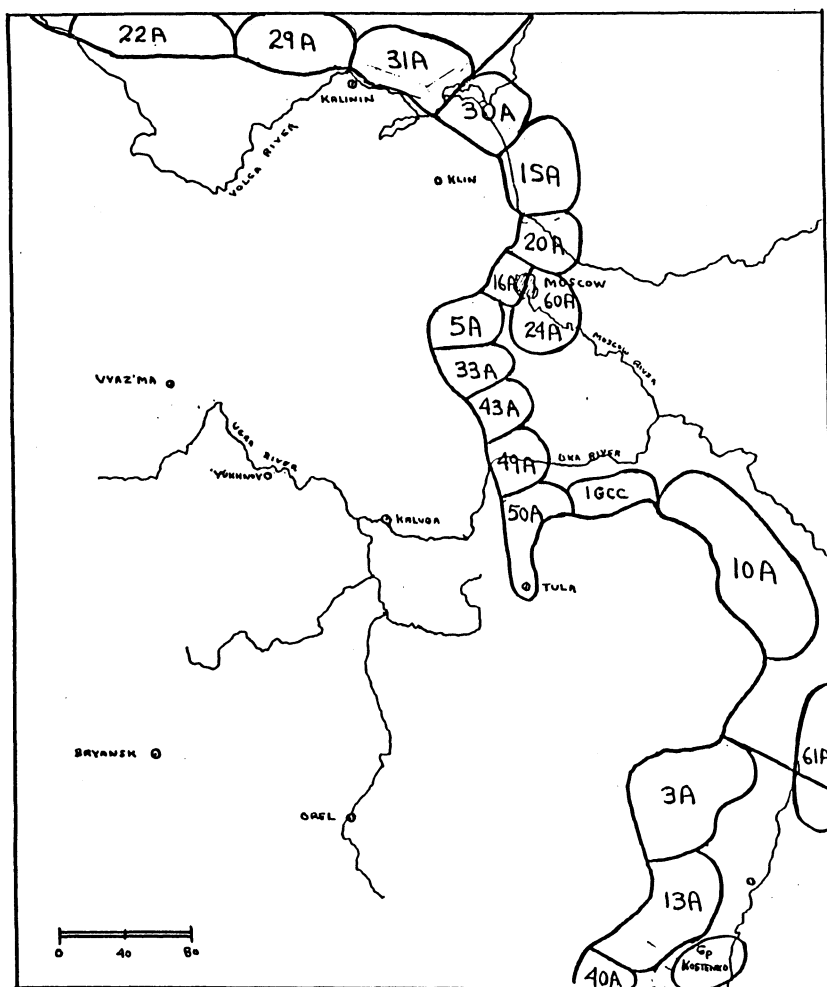 22A
29A
31A
KALININ
30A
VOLGA RIVER
KLIN
15A
20A
16A
MOSCOW
60A
24A
5A
MOSCOW RIVER
33A
VYAZ'MA
43A
UGRA RIVER
49A
OKA RIVER
YUKHNOV
1GCC
50A
KALUGA
10A
TULA
61A
BRYANSK
3A
OREL
13A
GP
KOSTENKO
40A
0 40 80